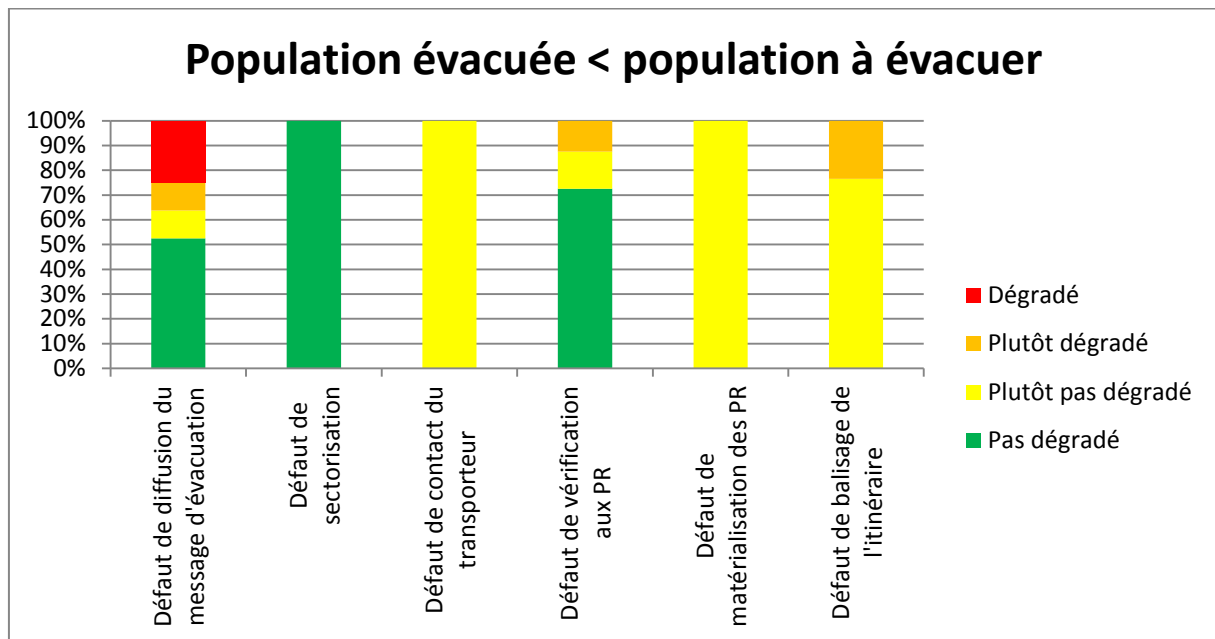 Population évacuée < population à évacuer
100%
90%
80%
70%
60%
50%
40%
30%
20%
10%
0%
Défaut de diffusion du
message d'évacuation
Défaut de
sectorisation
Défaut de contact du
transporteur
Défaut de vérification
aux PR
Défaut de
matérialisation des PR
Défaut de balisage de
l'itinéraire
Dégradé
Plutôt dégradé
Plutôt pas dégradé
Pas dégradé